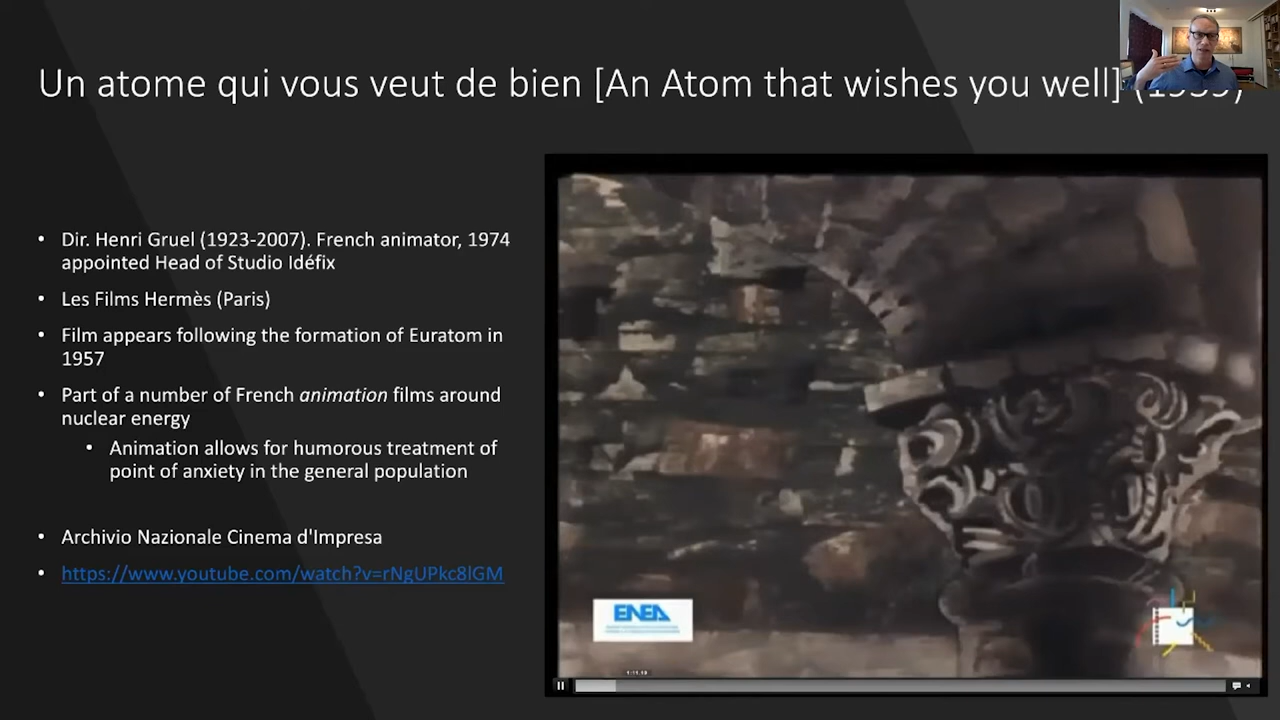 Un atome qui vous veut de bien [An Atom that wishes you well]
• Dir. Henri Gruel (1923-2007). French animator, 1974
appointed Head of Studio Idéfix
• Les Films Hermès (Paris)
• Film appears following the formation of Euratom in
1957
• Part of a number of French animation films around
nuclear energy
• Animation allows for humorous treatment of
point of anxiety in the general population
• Archivio Nazionale Cinema d'Impresa
• https://www.youtube.com/watch?v=rNgUPkc8lGM
ENEA